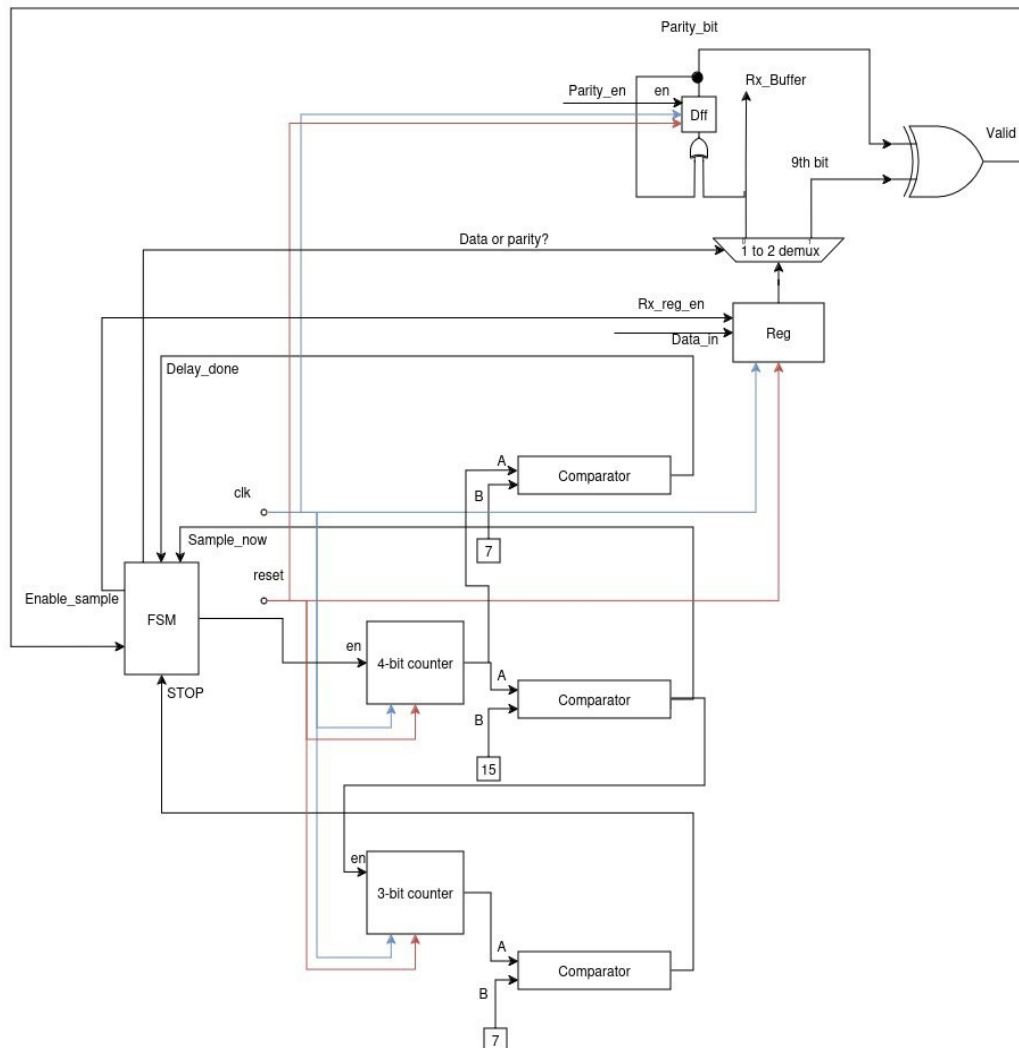 Parity_bit
Parity_en
en
Rx_Buffer
Dff
Valid
9th bit
Data or parity?
1 to 2 demux
Rx_reg_en
Data_in
Reg
Delay_done
A
Comparator
B
clk
7
Sample_now
reset
Enable_sample
FSM
en
4-bit counter
A
STOP
Comparator
B
15
en
3-bit counter
A
Comparator
B
7